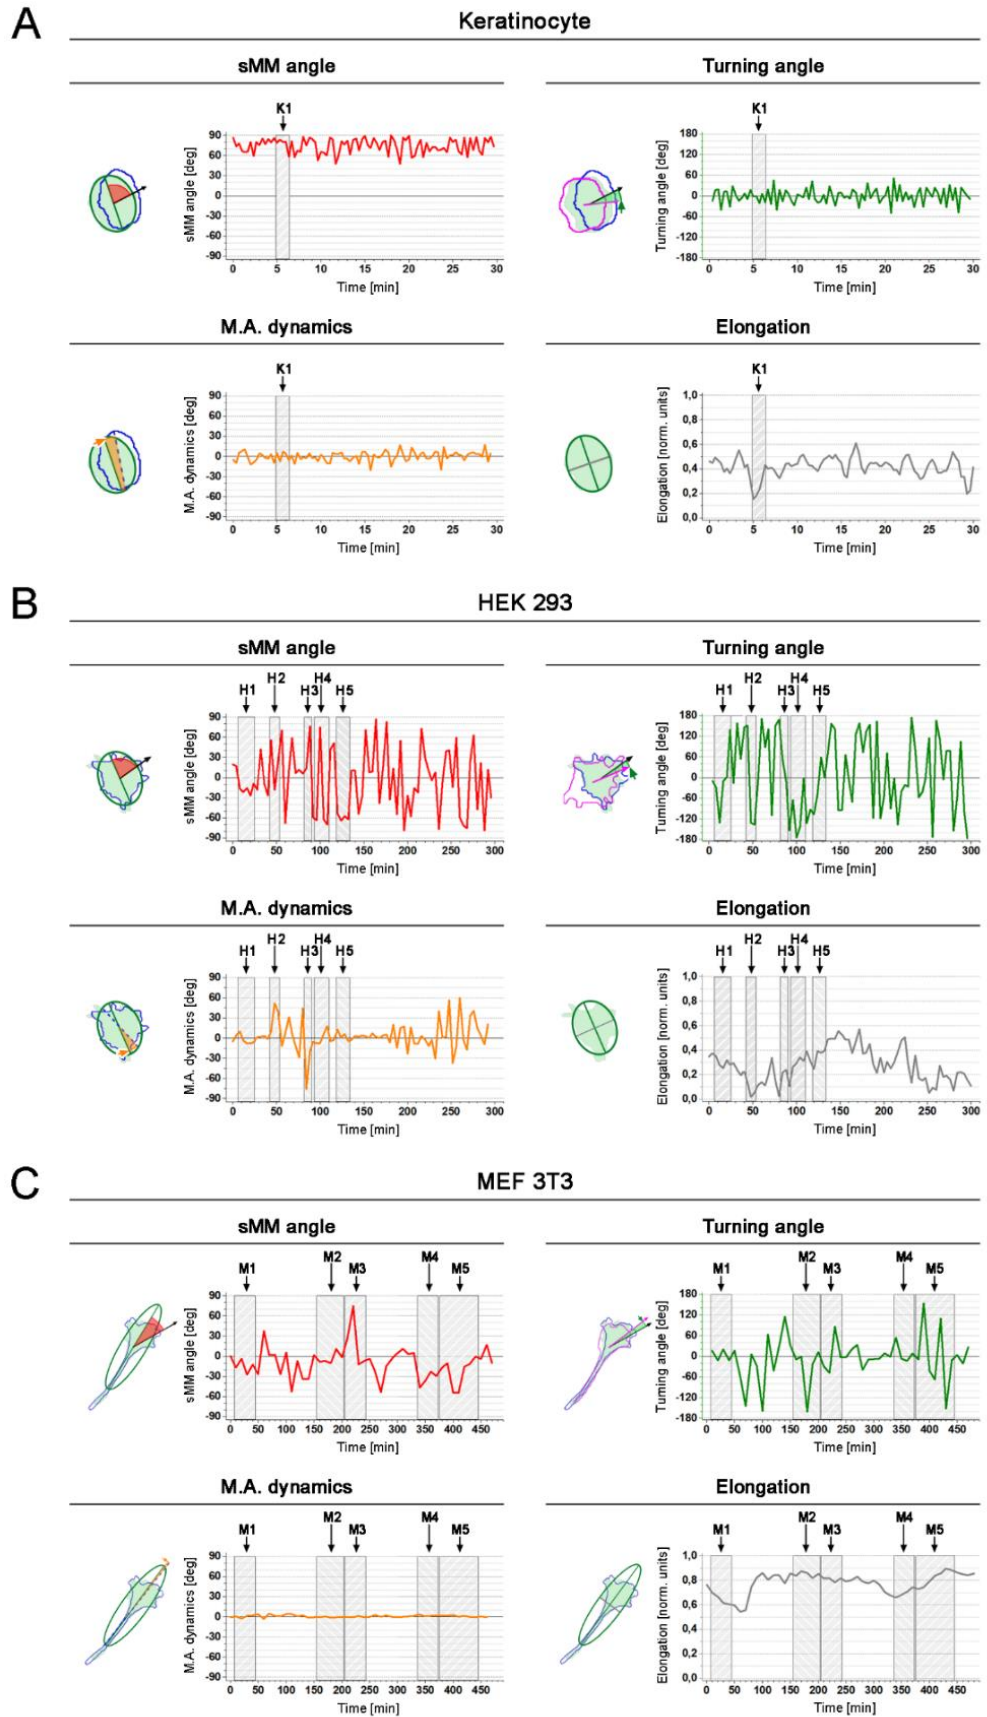 A
Keratinocyte
sMM angle
Turning angle
K1
K1
sMM angle [deg]
90
60
30
0
-30
-60
-90
0 5 10 15 20 25 30
Time [min]
Turning angle [deg]
180
120
60
0
-60
-120
-180
0 5 10 15 20 25 30
Time [min]
M.A. dynamics
Elongation
K1
K1
M.A. dynamics [deg]
90
60
30
0
-30
-60
-90
0 5 10 15 20 25 30
Time [min]
Elongation [norm. units]
1,0
0,8
0,6
0,4
0,2
0,0
0 5 10 15 20 25 30
Time [min]
B
HEK 293
sMM angle
Turning angle
H1 H2 H3 H4 H5
H1 H2 H3 H4 H5
sMM angle [deg]
90
60
30
0
-30
-60
-90
0 50 100 150 200 250 300
Time [min]
Turning angle [deg]
180
120
60
0
-60
-120
-180
0 50 100 150 200 250 300
Time [min]
M.A. dynamics
Elongation
H1 H2 H3 H4 H5
H1 H2 H3 H4 H5
M.A. dynamics [deg]
90
60
30
0
-30
-60
-90
0 50 100 150 200 250 300
Time [min]
Elongation [norm. units]
1,0
0,8
0,6
0,4
0,2
0,0
0 50 100 150 200 250 300
Time [min]
C
MEF 3T3
sMM angle
Turning angle
M1 M2 M3 M4 M5
M1 M2 M3 M4 M5
sMM angle [deg]
90
60
30
0
-30
-60
-90
0 50 100 150 200 250 300 350 400 450
Time [min]
Turning angle [deg]
180
120
60
0
-60
-120
-180
0 50 100 150 200 250 300 350 400 450
Time [min]
M.A. dynamics
Elongation
M1 M2 M3 M4 M5
M1 M2 M3 M4 M5
M.A. dynamics [deg]
90
60
30
0
-30
-60
-90
0 50 100 150 200 250 300 350 400 450
Time [min]
Elongation [norm. units]
1,0
0,8
0,6
0,4
0,2
0,0
0 50 100 150 200 250 300 350 400 450
Time [min]